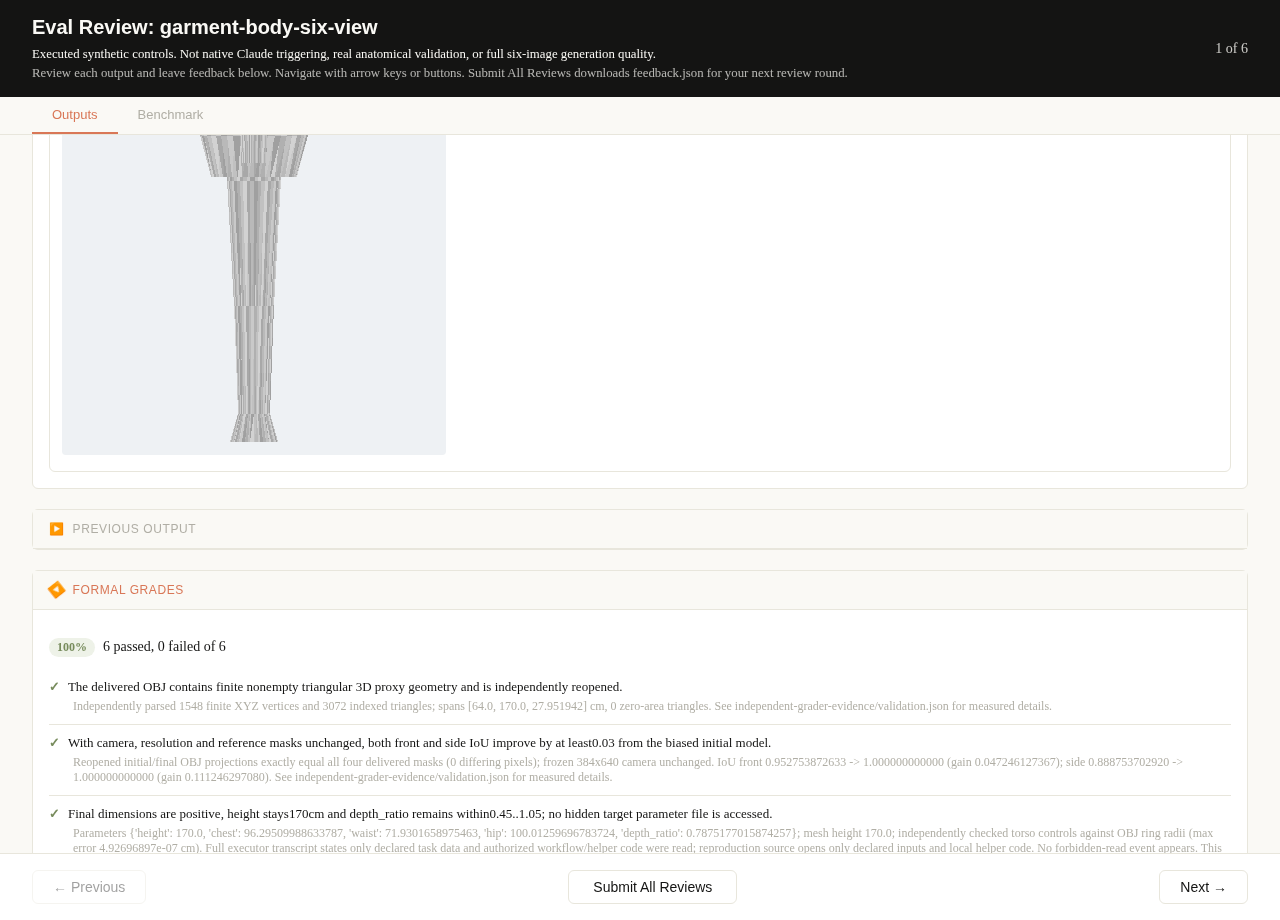 Eval Review: garment-body-six-view
Executed synthetic controls. Not native Claude triggering, real anatomical validation, or full six-image generation quality.
Review each output and leave feedback below. Navigate with arrow keys or buttons. Submit All Reviews downloads feedback.json for your next review round.
1 of 6
Outputs
Benchmark
PREVIOUS OUTPUT
FORMAL GRADES
100% 6 passed, 0 failed of 6
✓ The delivered OBJ contains finite nonempty triangular 3D proxy geometry and is independently reopened.
Independently parsed 1548 finite XYZ vertices and 3072 indexed triangles; spans [64.0, 170.0, 27.951942] cm, 0 zero-area triangles. See independent-grader-evidence/validation.json for measured details.
✓ With camera, resolution and reference masks unchanged, both front and side IoU improve by at least0.03 from the biased initial model.
Reopened initial/final OBJ projections exactly equal all four delivered masks (0 differing pixels); frozen 384x640 camera unchanged. IoU front 0.952753872633 -> 1.000000000000 (gain 0.047246127367); side 0.888753702920 ->
1.000000000000 (gain 0.111246297080). See independent-grader-evidence/validation.json for measured details.
✓ Final dimensions are positive, height stays170cm and depth_ratio remains within0.45..1.05; no hidden target parameter file is accessed.
Parameters {'height': 170.0, 'chest': 96.29509988633787, 'waist': 71.9301658975463, 'hip': 100.01259696783724, 'depth_ratio': 0.7875177015874257}; mesh height 170.0; independently checked torso controls against OBJ ring radii (max
error 4.92696897e-07 cm). Full executor transcript states only declared task data and authorized workflow/helper code were read; reproduction source opens only declared inputs and local helper code. No forbidden-read event appears. This
← Previous
Submit All Reviews
Next →